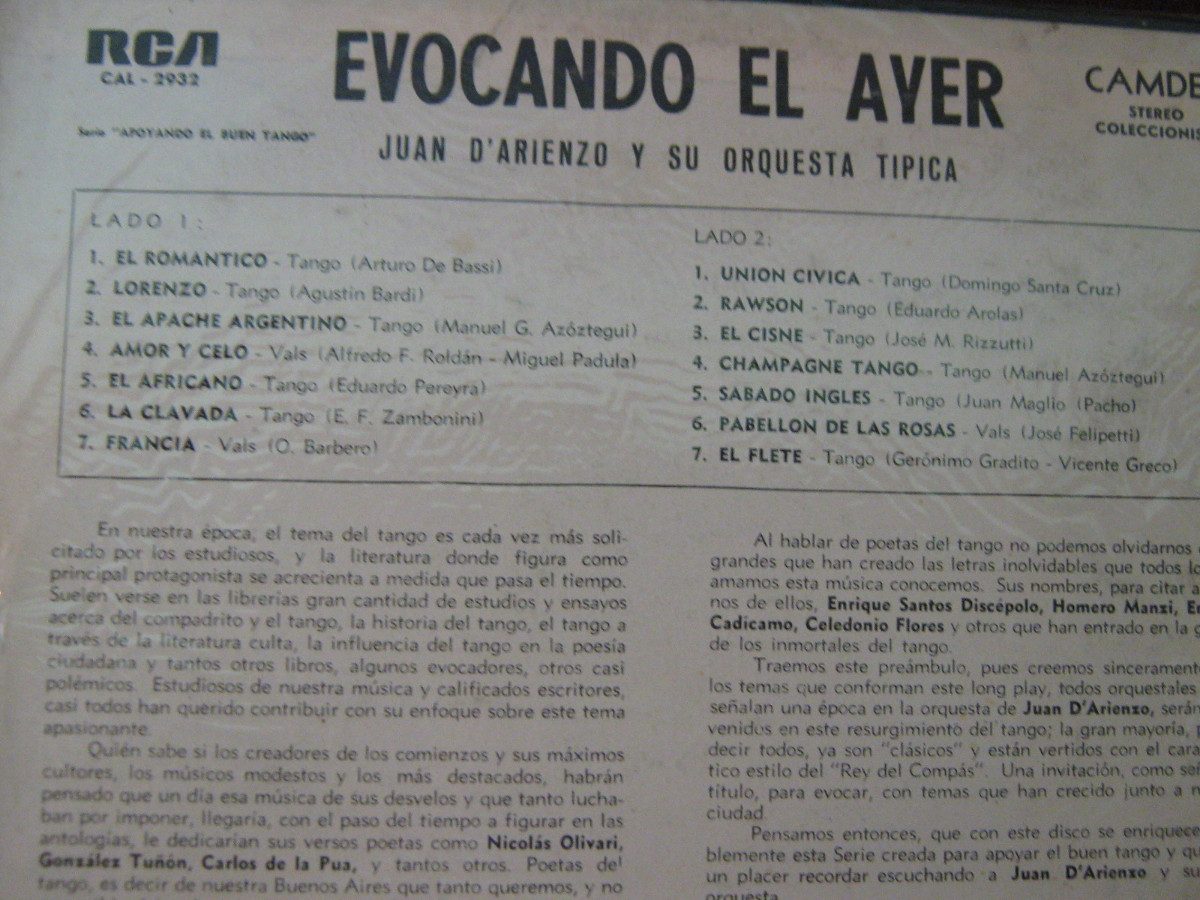 RCA
CAL - 2932
Serie "APOYANDO EL BUEN TANGO"
EVOCANDO EL AYER
JUAN D'ARIENZO Y SU ORQUESTA TIPICA
CAMDE
STEREO
COLECCIONIS
LADO 1:
1. EL ROMANTICO - Tango (Arturo De Bassi)
2. LORENZO - Tango (Agustín Bardi)
3. EL APACHE ARGENTINO - Tango (Manuel G. Azóztegui)
4. AMOR Y CELO - Vals (Alfredo F. Roldán - Miguel Padula)
5. EL AFRICANO - Tango (Eduardo Pereyra)
6. LA CLAVADA - Tango (E. F. Zambonini)
7. FRANCIA - Vals (O. Barbero)
LADO 2:
1. UNION CIVICA - Tango (Domingo Santa Cruz)
2. RAWSON - Tango (Eduardo Arolas)
3. EL CISNE - Tango (José M. Rizzutti)
4. CHAMPAGNE TANGO - Tango (Manuel Azóztegui)
5. SABADO INGLES - Tango (Juan Maglio (Pacho)
6. PABELLON DE LAS ROSAS - Vals (José Felipetti)
7. EL FLETE - Tango (Gerónimo Gradito - Vicente Greco)
En nuestra época, el tema del tango es cada vez más soli-
citado por los estudiosos, y la literatura donde figura como
principal protagonista se acrecienta a medida que pasa el tiempo.
Suelen verse en las librerías gran cantidad de estudios y ensayos
acerca del compadrito y el tango, la historia del tango, el tango a
través de la literatura culta, la influencia del tango en la poesía
ciudadana y tantos otros libros, algunos evocadores, otros casi
polémicos. Estudiosos de nuestra música y calificados escritores,
casi todos han querido contribuir con su enfoque sobre este tema
apasionante.
Quién sabe si los creadores de los comienzos y sus máximos
cultores, los músicos modestos y los más destacados, habrán
pensado que un día esa música de sus desvelos y que tanto lucha-
ban por imponer, llegaría, con el paso del tiempo a figurar en las
antologías, le dedicarían sus versos poetas como Nicolás Olivari,
González Tuñón, Carlos de la Pua, y tantos otros. Poetas del
tango, es decir de nuestra Buenos Aires que tanto queremos, y no
Al hablar de poetas del tango no podemos olvidarnos
grandes que han creado las letras inolvidables que todos lo
amamos esta música conocemos. Sus nombres, para citar a
nos de ellos, Enrique Santos Discépolo, Homero Manzi, En
Cadicamo, Celedonio Flores y otros que han entrado en la g
de los inmortales del tango.
Traemos este preámbulo, pues creemos sinceramente
los temas que conforman este long play, todos orquestales
señalan una época en la orquesta de Juan D'Arienzo, serán
venidos en este resurgimiento del tango; la gran mayoría, p
decir todos, ya son "clásicos" y están vertidos con el cara
tico estilo del "Rey del Compás". Una invitación, como señ
título, para evocar, con temas que han crecido junto a n
ciudad.
Pensamos entonces, que con este disco se enriquece
blemente esta Serie creada para apoyar el buen tango y qu
un placer recordar escuchando a Juan D'Arienzo y su
orquesta.